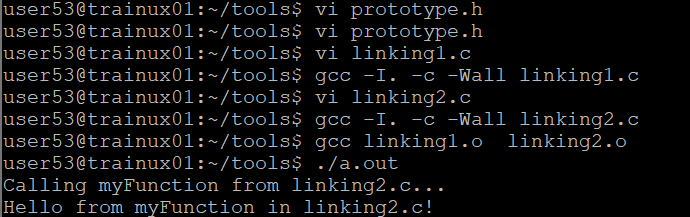 user53@trainux01:~/tools$ vi prototype.h
user53@trainux01:~/tools$ vi prototype.h
user53@trainux01:~/tools$ vi linking1.c
user53@trainux01:~/tools$ gcc -I. -c -Wall linking1.c
user53@trainux01:~/tools$ vi linking2.c
user53@trainux01:~/tools$ gcc -I. -c -Wall linking2.c
user53@trainux01:~/tools$ gcc linking1.o  linking2.o
user53@trainux01:~/tools$ ./a.out
Calling myFunction from linking2.c...
Hello from myFunction in linking2.c!